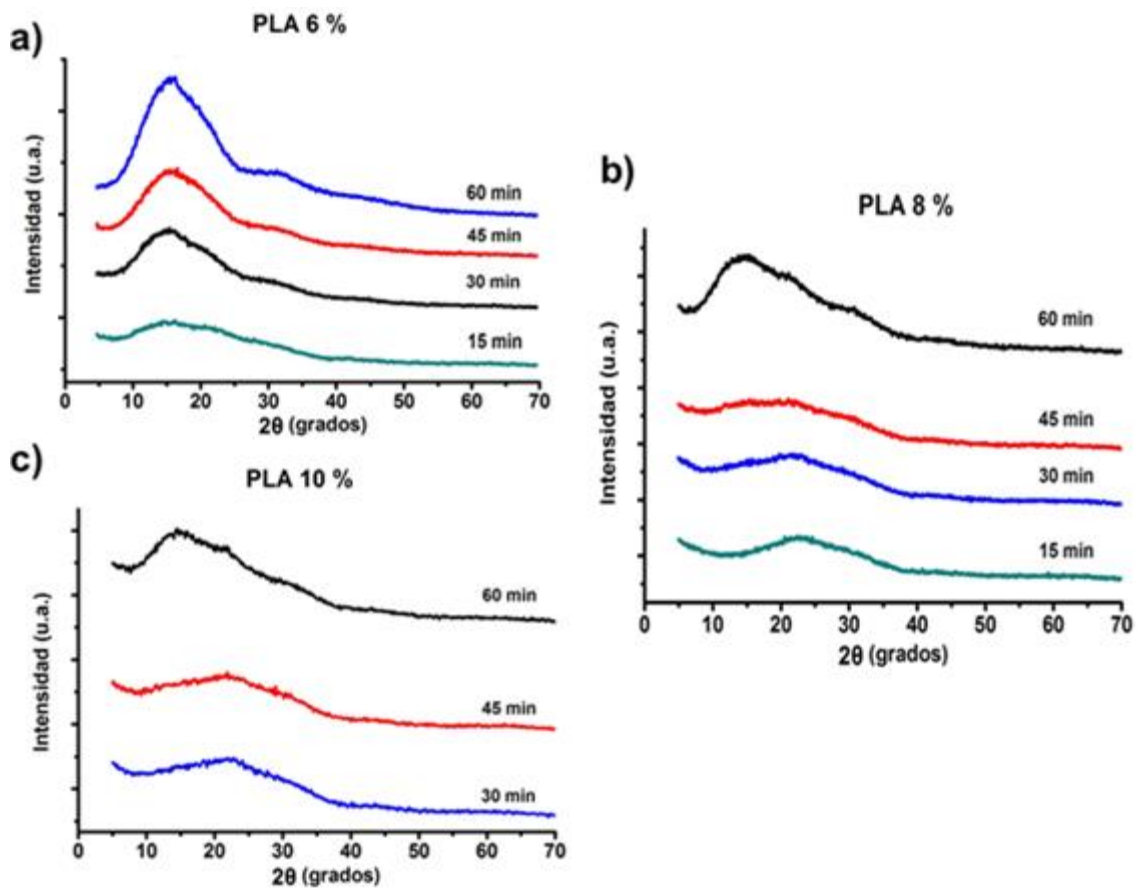 a)
PLA 6 %
Intensidad (u.a.)
60 min
45 min
30 min
15 min
0 10 20 30 40 50 60 70
2θ (grados)
b)
PLA 8 %
Intensidad (u.a.)
60 min
45 min
30 min
15 min
0 10 20 30 40 50 60 70
2θ (grados)
c)
PLA 10 %
Intensidad (u.a.)
60 min
45 min
30 min
0 10 20 30 40 50 60 70
2θ (grados)